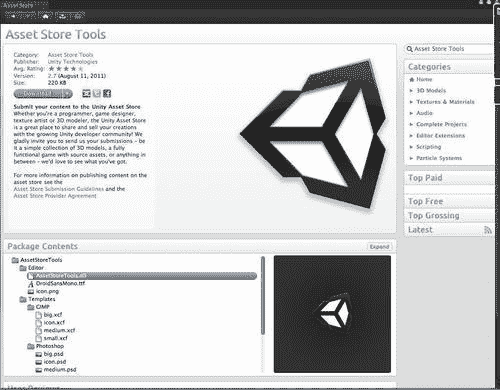 Asset Store
Asset Store Tools
Category: Asset Store Tools
Publisher: Unity Technologies
Avg. Rating:
Version: 2.7 (August 11, 2011)
Size: 220 KB
Download
Submit your content to the Unity Asset Store
Whether you're a programmer, game designer,
texture artist or 3D modeler, the Unity Asset
Store is a great place to share and sell your creations
with the growing Unity developer community! We
gladly invite you to send us your submissions - be
it a simple collection of 3D models, a fully
functional game with source assets, or anything in
between - we'd love to see what you've got.
For more information on publishing content on the
asset store see the
Asset Store Submission Guidelines and the
Asset Store Provider Agreement
Asset Store Tools
Categories
Home
3D Models
Textures & Materials
Audio
Complete Projects
Editor Extensions
Scripting
Particle Systems
Top Paid
Top Free
Top Grossing
Latest
Package Contents
Expand
AssetStoreTools
Editor
AssetStoreTools.dll
DroidSansMono.ttf
icon.png
Templates
GIMP
big.xcf
icon.xcf
medium.xcf
small.xcf
Photoshop
big.psd
icon.psd
medium.psd
User Reviews